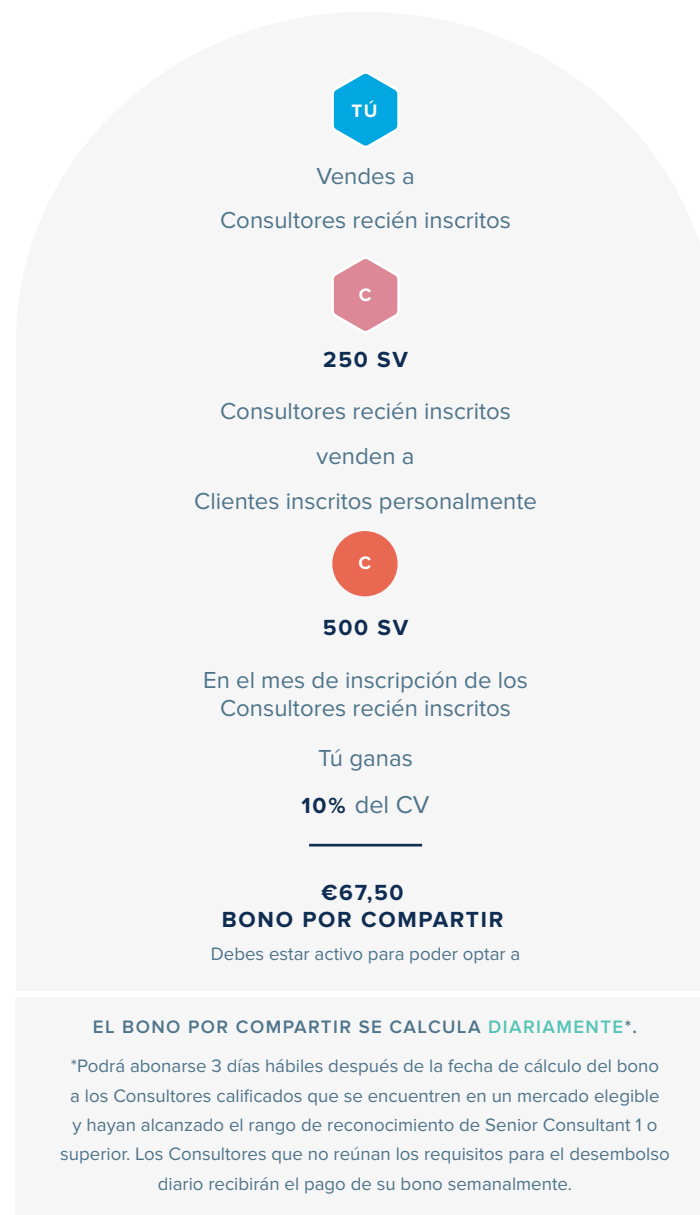 TÚ
Vendes a
Consultores recién inscritos
C
250 SV
Consultores recién inscritos
venden a
Clientes inscritos personalmente
C
500 SV
En el mes de inscripción de los
Consultores recién inscritos
Tú ganas
10% del CV
€67,50
BONO POR COMPARTIR
Debes estar activo para poder optar a
EL BONO POR COMPARTIR SE CALCULA DIARIAMENTE*.
*Podrá abonarse 3 días hábiles después de la fecha de cálculo del bono
a los Consultores calificados que se encuentren en un mercado elegible
y hayan alcanzado el rango de reconocimiento de Senior Consultant 1 o
superior. Los Consultores que no reúnan los requisitos para el desembolso
diario recibirán el pago de su bono semanalmente.